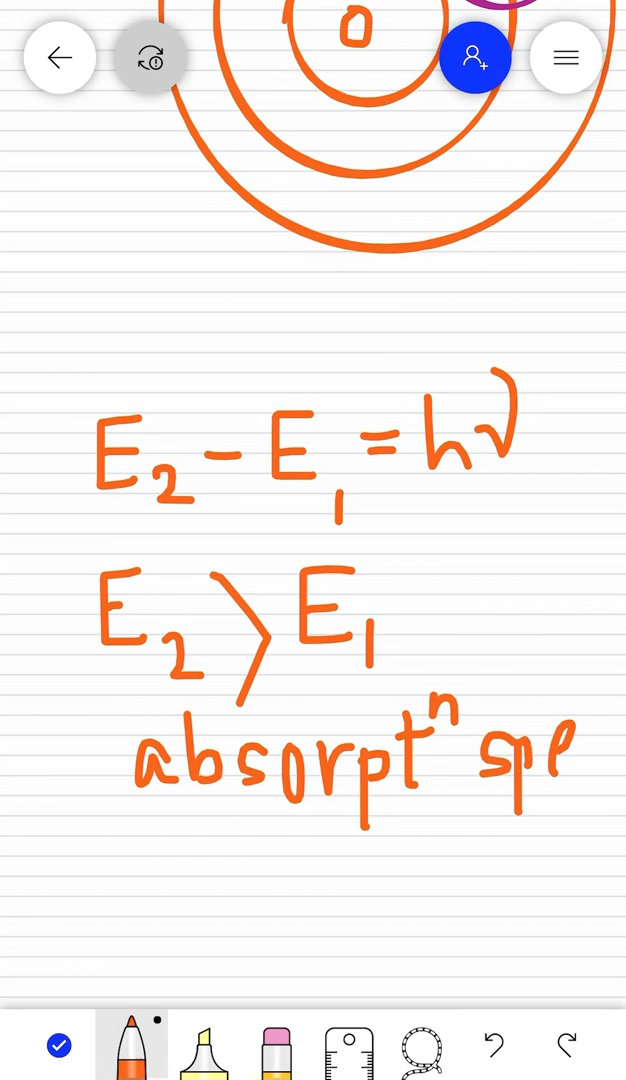 0
E₂ - E₁ = hν
E₂ > E₁
absorptⁿ spe